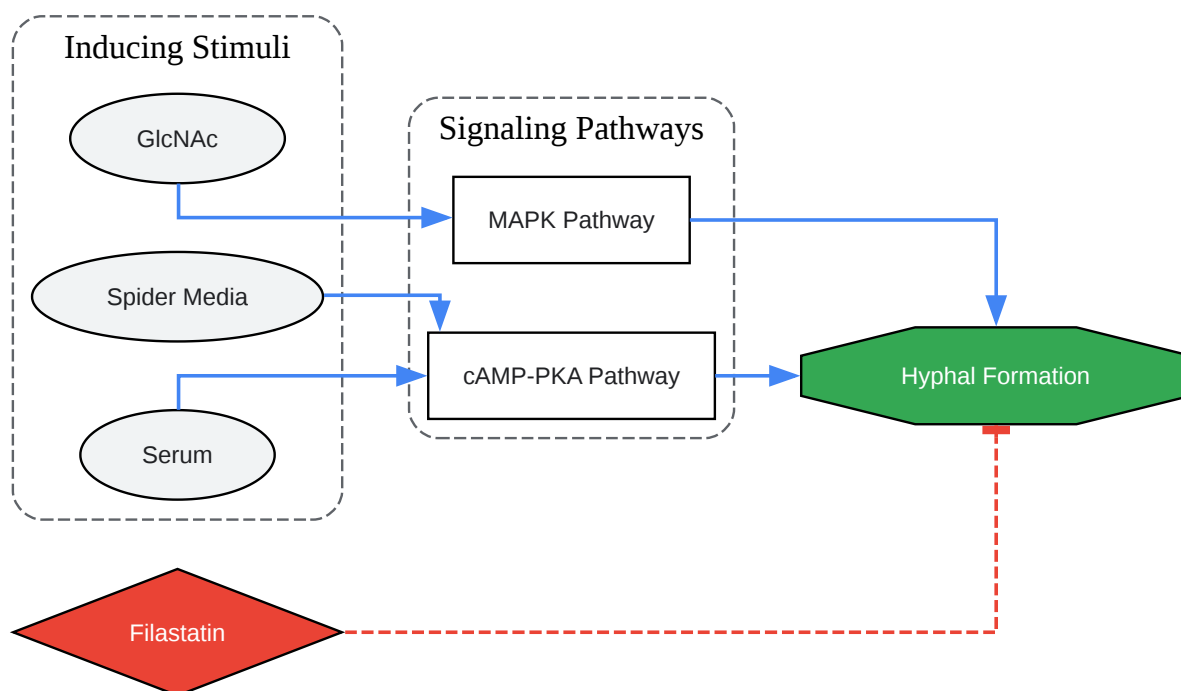 Inducing Stimuli
GlcNAc
Spider Media
Serum
Signaling Pathways
MAPK Pathway
cAMP-PKA Pathway
Hyphal Formation
Filastatin